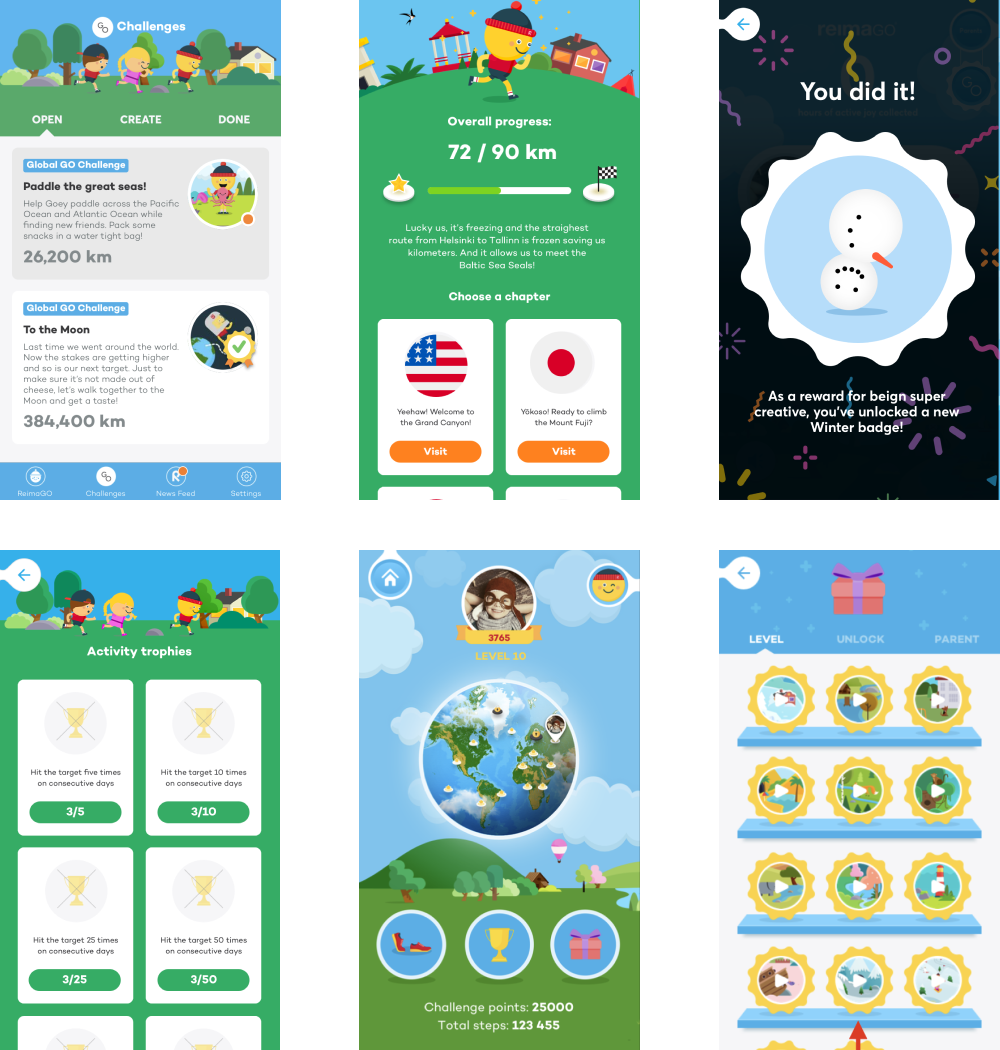 GO Challenges
OPEN CREATE DONE
Global GO Challenge
Paddle the great seas!
Help Goey paddle across the Pacific
Ocean and Atlantic Ocean while
finding new friends. Pack some
snacks in a water tight bag!
26,200 km
Global GO Challenge
To the Moon
Last time we went around the world.
Now the stakes are getting higher
and so is our next target. Just to
make sure it's not made out of
cheese, let's walk together to the
Moon and get a taste!
384,400 km
R
ReimaGO Challenges News Feed Settings
Overall progress:
72 / 90 km
Lucky us, it's freezing and the straighest
route from Helsinki to Tallinn is frozen saving us
kilometers. And it allows us to meet the
Baltic Sea Seals!
Choose a chapter
Yeehaw! Welcome to
the Grand Canyon!
Visit
Yōkoso! Ready to climb
the Mount Fuji?
Visit
reimaGO
You did it!
As a reward for beign super
creative, you've unlocked a new
Winter badge!
Activity trophies
Hit the target five times
on consecutive days
3/5
Hit the target 10 times
on consecutive days
3/10
Hit the target 25 times
on consecutive days
3/25
Hit the target 50 times
on consecutive days
3/50
3765
LEVEL 10
Challenge points: 25000
Total steps: 123 455
LEVEL UNLOCK PARENT